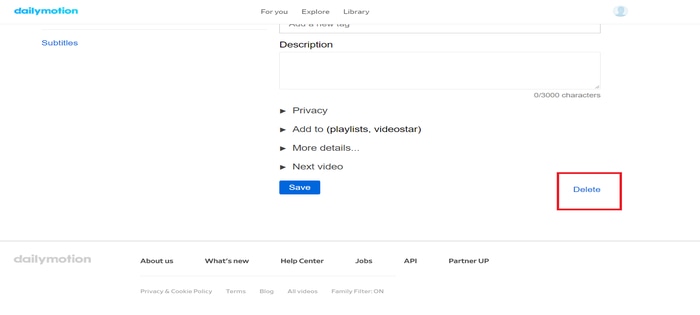 dailymotion
For you Explore Library
Add a new tag
Subtitles
Description
0/3000 characters
► Privacy
► Add to (playlists, videostar)
► More details...
► Next video
Save
Delete
dailymotion
About us What's new Help Center Jobs API Partner UP
Privacy & Cookie Policy Terms Blog All videos Family Filter: ON